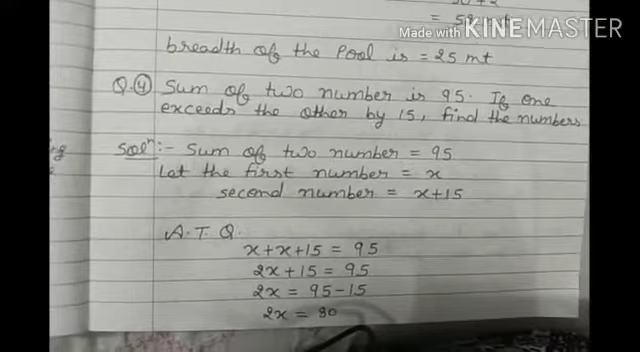 Made with KINEMASTER
= 52 mt
breadth of the Pool is = 25 mt
Q.4 Sum of two number is 95. If one
exceeds the other by 15, find the numbers
Solⁿ:- Sum of two number = 95
Let the first number = x
second number = x+15
A.T.Q.
x+x+15 = 95
2x+15 = 95
2x = 95-15
2x = 80